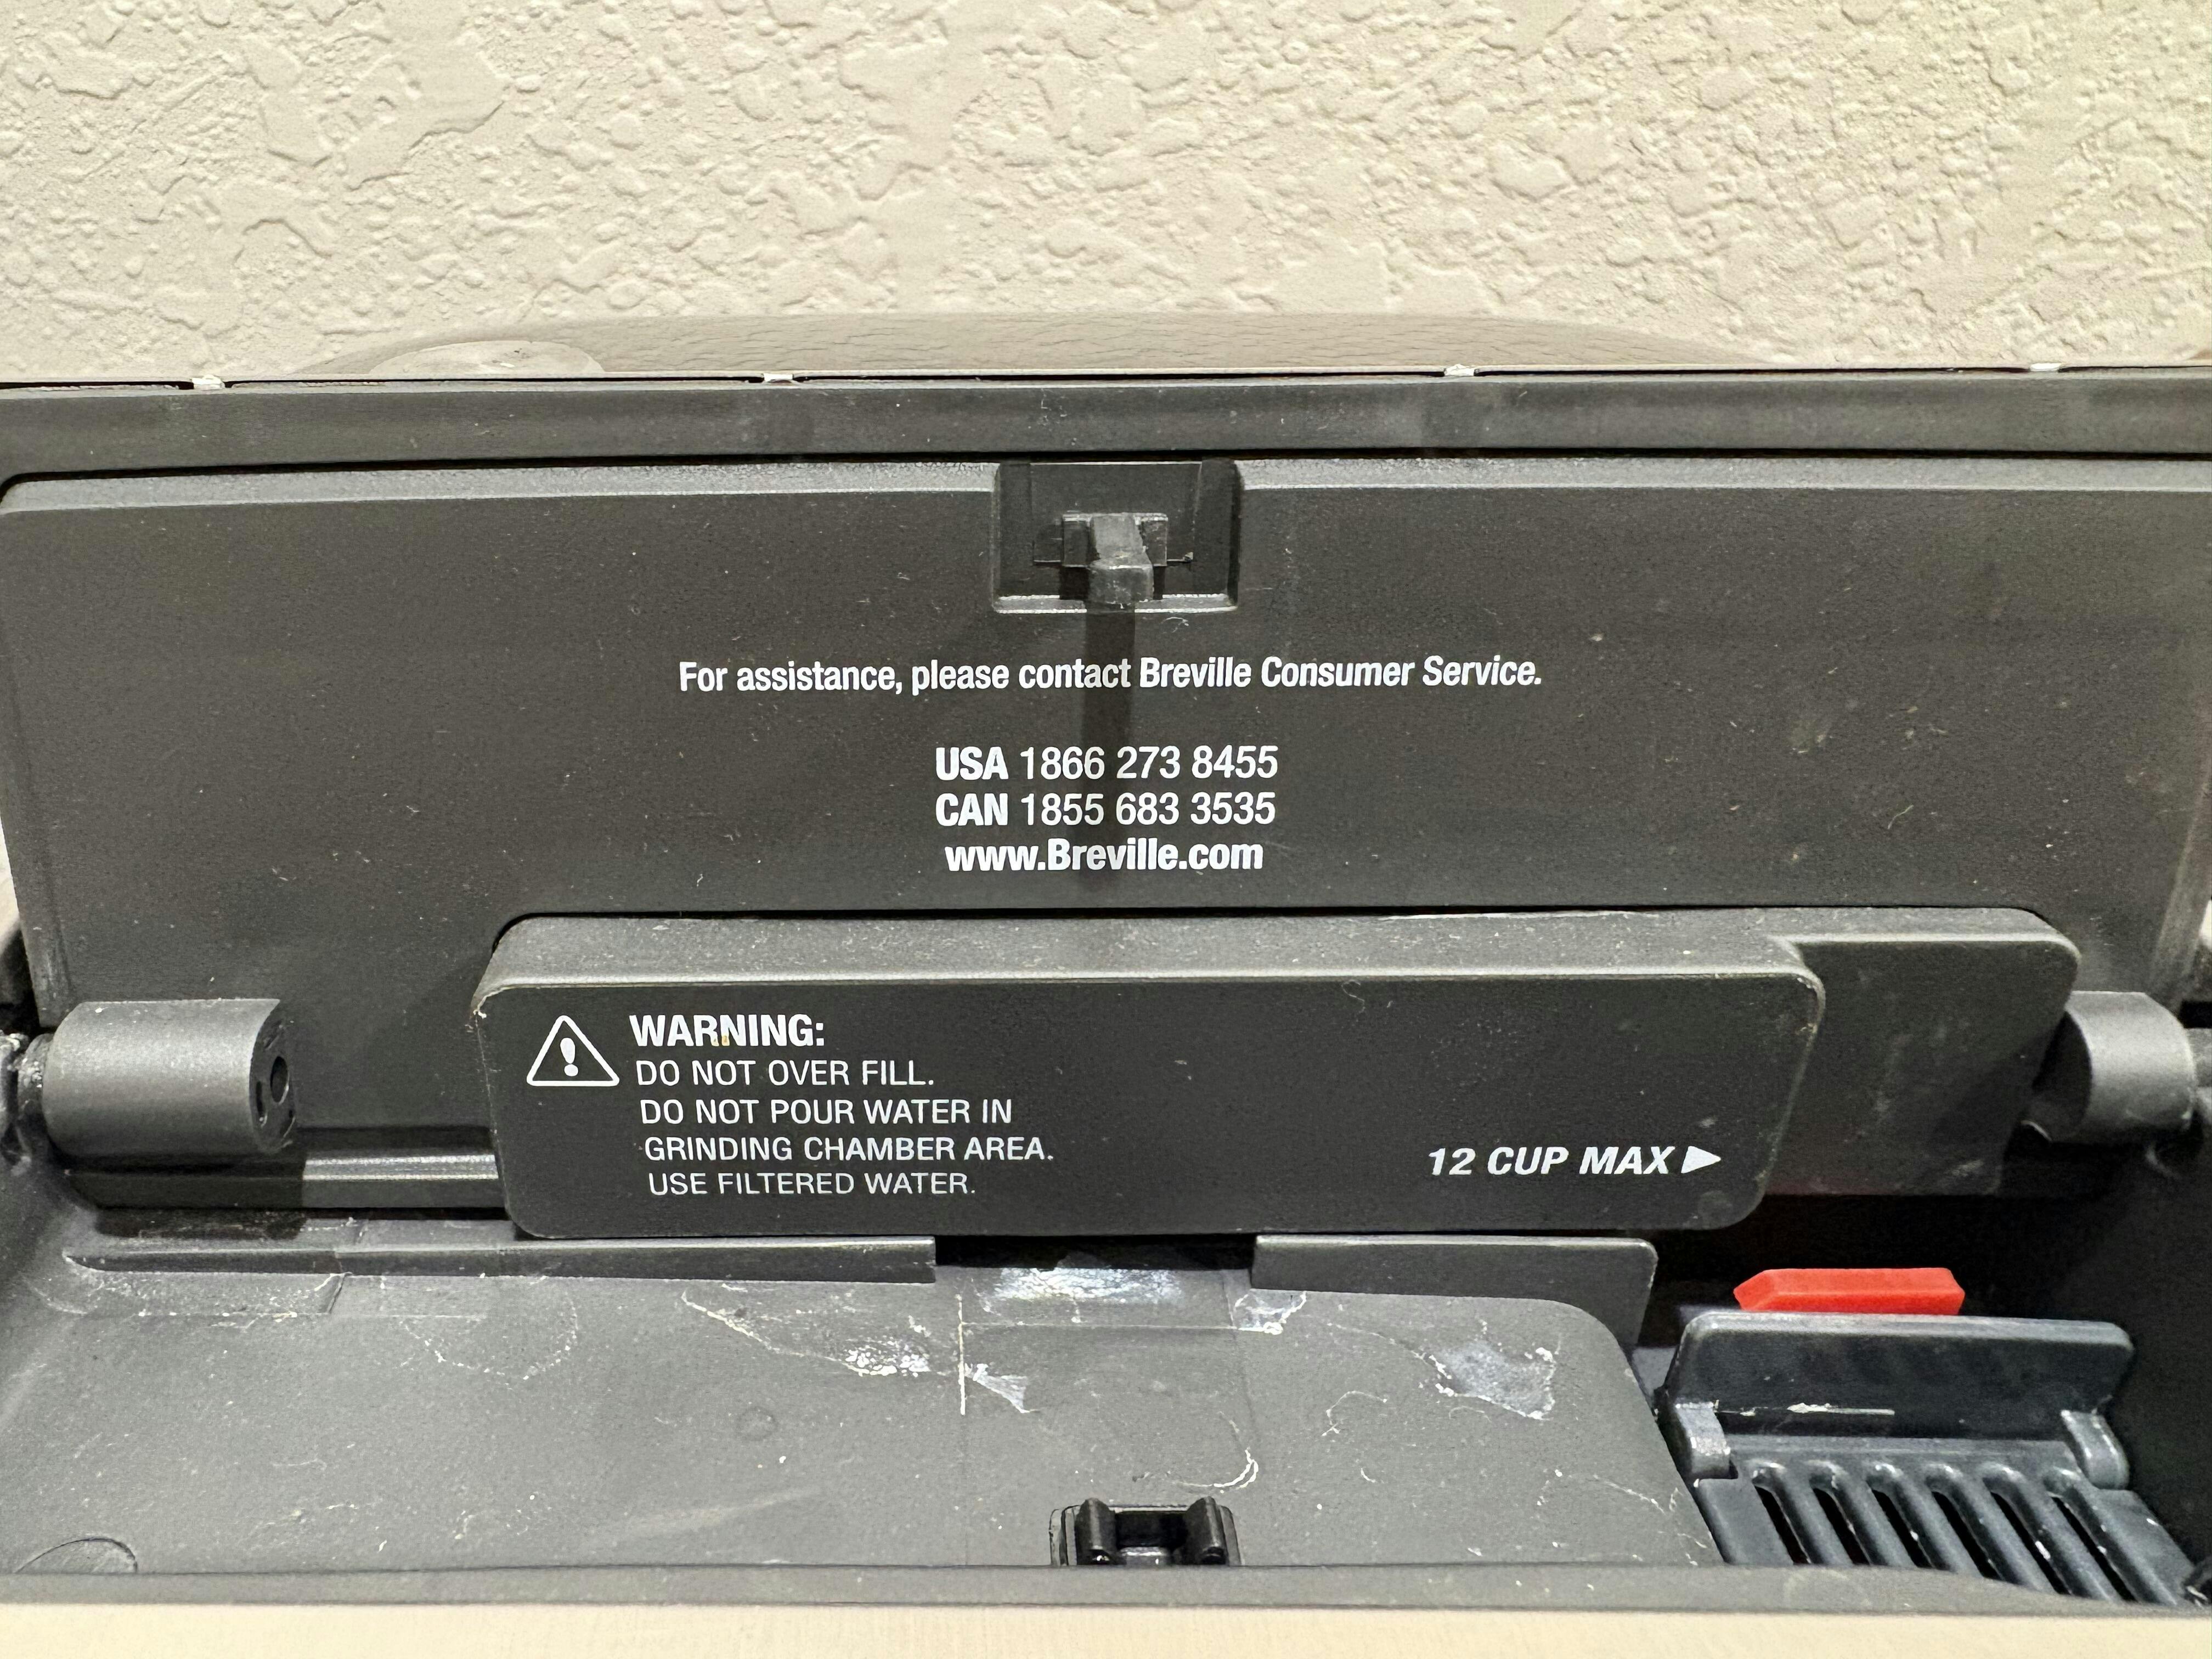 For assistance, please contact Breville Consumer Service.
USA 1866 273 8455
CAN 1855 683 3535
www.Breville.com
WARNING:
DO NOT OVER FILL.
DO NOT POUR WATER IN
GRINDING CHAMBER AREA.
USE FILTERED WATER.
12 CUP MAX